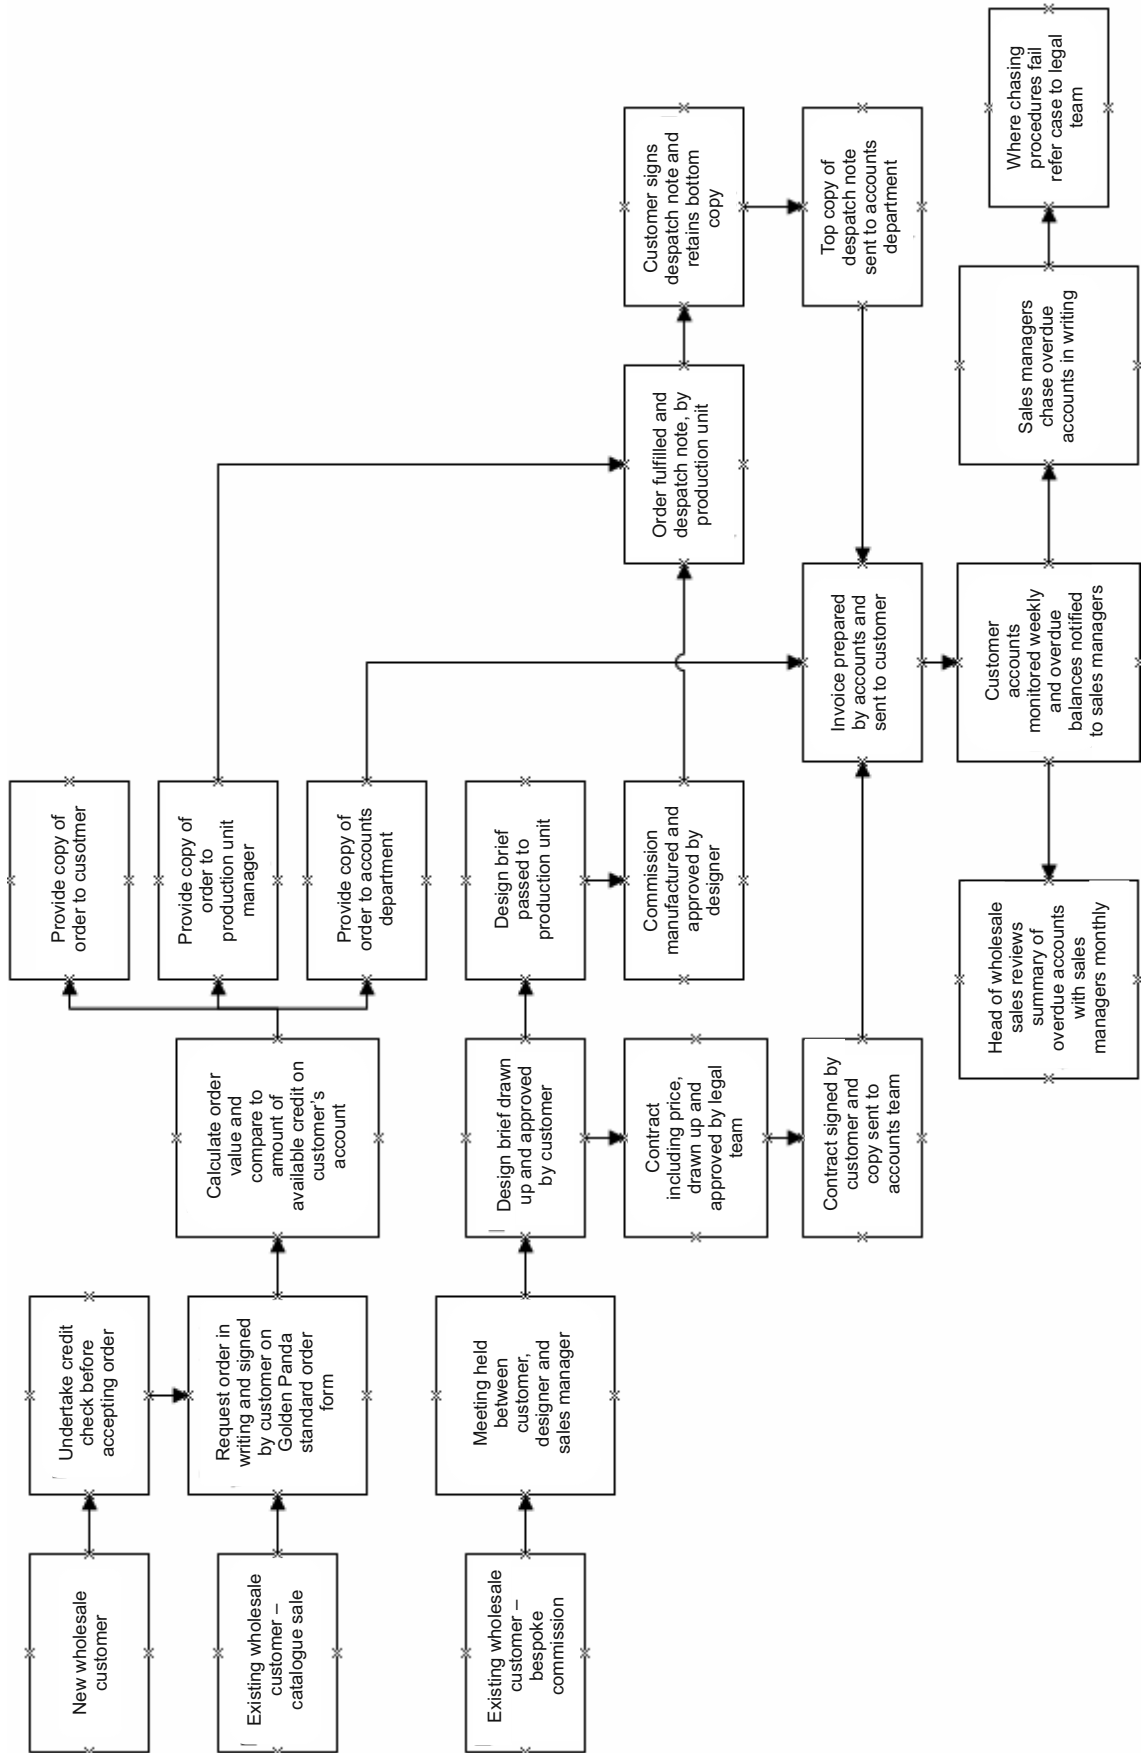 New wholesale
customer
Undertake credit
check before
accepting order
Existing wholesale
customer –
catalogue sale
Request order in
writing and signed
by customer on
Golden Panda
standard order
form
Calculate order
value and
compare to
amount of
available credit on
customer's
account
Provide copy of
order to cusotmer
Provide copy of
order to
production unit
manager
Provide copy of
order to accounts
department
Existing wholesale
customer –
bespoke
commission
Meeting held
between
customer,
designer and
sales manager
Design brief drawn
up and approved
by customer
Design brief
passed to
production unit
Contract
including price,
drawn up and
approved by legal
team
Commission
manufactured and
approved by
designer
Order fulfilled and
despatch note, by
production unit
Customer signs
despatch note and
retains bottom
copy
Contract signed by
customer and
copy sent to
accounts team
Invoice prepared
by accounts and
sent to customer
Top copy of
despatch note
sent to accounts
department
Head of wholesale
sales reviews
summary of
overdue accounts
with sales
managers monthly
Customer
accounts
monitored weekly
and overdue
balances notified
to sales managers
Sales managers
chase overdue
accounts in writing
Where chasing
procedures fail
refer case to legal
team